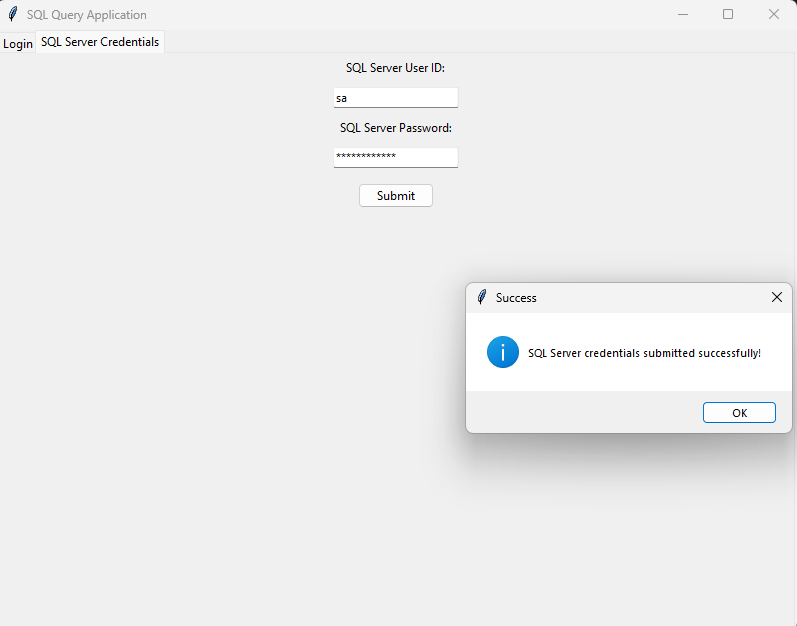 SQL Query Application
Login SQL Server Credentials
SQL Server User ID:
sa
SQL Server Password:
************
Submit
Success
SQL Server credentials submitted successfully!
OK